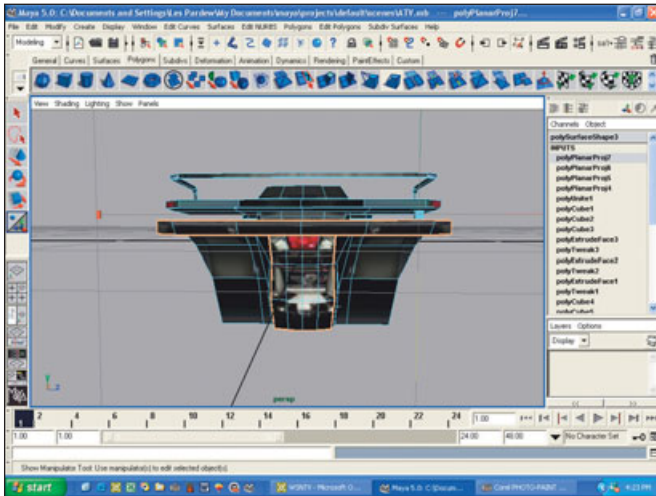 Maya 5.0: C:\Documents and Settings\Les Pardew\My Documents\maya\projects\default\scenes\ATV.mb --- polyPlanarProj7...
File Edit Modify Create Display Window Edit Curves Surfaces Edit NURBS Polygons Edit Polygons Subdiv Surfaces Help
Modeling
General Curves Surfaces Polygons Subdivs Deformation Animation Dynamics Rendering PaintEffects Custom
View Shading Lighting Show Panels
Channels Object
polySurfaceShape3
INPUTS
polyPlanarProj7
polyPlanarProj6
polyPlanarProj5
polyPlanarProj4
polyUnite1
polyCube1
polyCube2
polyCube3
polyExtrudeFace3
polyTweak3
polyExtrudeFace2
polyTweak2
polyExtrudeFace1
polyTweak1
polyCube4
polyCube5
Layers Options
Display
y
z
persp
1 2 4 6 8 10 12 14 16 18 20 22 24 1.00
1.00 1.00 24.00 48.00 No Character Set
Show Manipulator Tool: Use manipulator(s) to edit selected object(s)
start Microsoft O... Maya 5.0: C:\Docum... Corel PHOTO-PAINT 4:23 PM